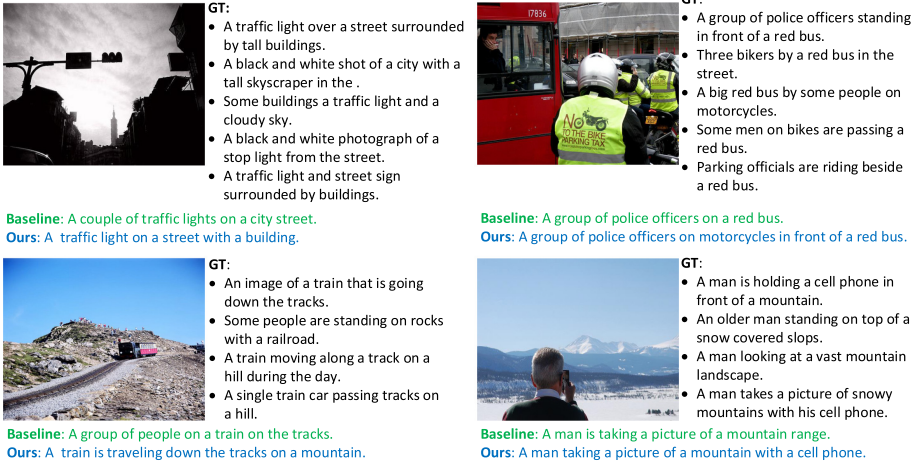 GT:
• A traffic light over a street surrounded
by tall buildings.
• A black and white shot of a city with a
tall skyscraper in the .
• Some buildings a traffic light and a
cloudy sky.
• A black and white photograph of a
stop light from the street.
• A traffic light and street sign
surrounded by buildings.
Baseline: A couple of traffic lights on a city street.
Ours: A  traffic light on a street with a building.
17836
NO
TO THE BIKE
PARKING TAX
GT:
• A group of police officers standing
in front of a red bus.
• Three bikers by a red bus in the
street.
• A big red bus by some people on
motorcycles.
• Some men on bikes are passing a
red bus.
• Parking officials are riding beside
a red bus.
Baseline: A group of police officers on a red bus.
Ours: A group of police officers on motorcycles in front of a red bus.
GT:
• An image of a train that is going
down the tracks.
• Some people are standing on rocks
with a railroad.
• A train moving along a track on a
hill during the day.
• A single train car passing tracks on
a hill.
Baseline: A group of people on a train on the tracks.
Ours: A  train is traveling down the tracks on a mountain.
GT:
• A man is holding a cell phone in
front of a mountain.
• An older man standing on top of a
snow covered slops.
• A man looking at a vast mountain
landscape.
• A man takes a picture of snowy
mountains with his cell phone.
Baseline: A man is taking a picture of a mountain range.
Ours: A man taking a picture of a mountain with a cell phone.